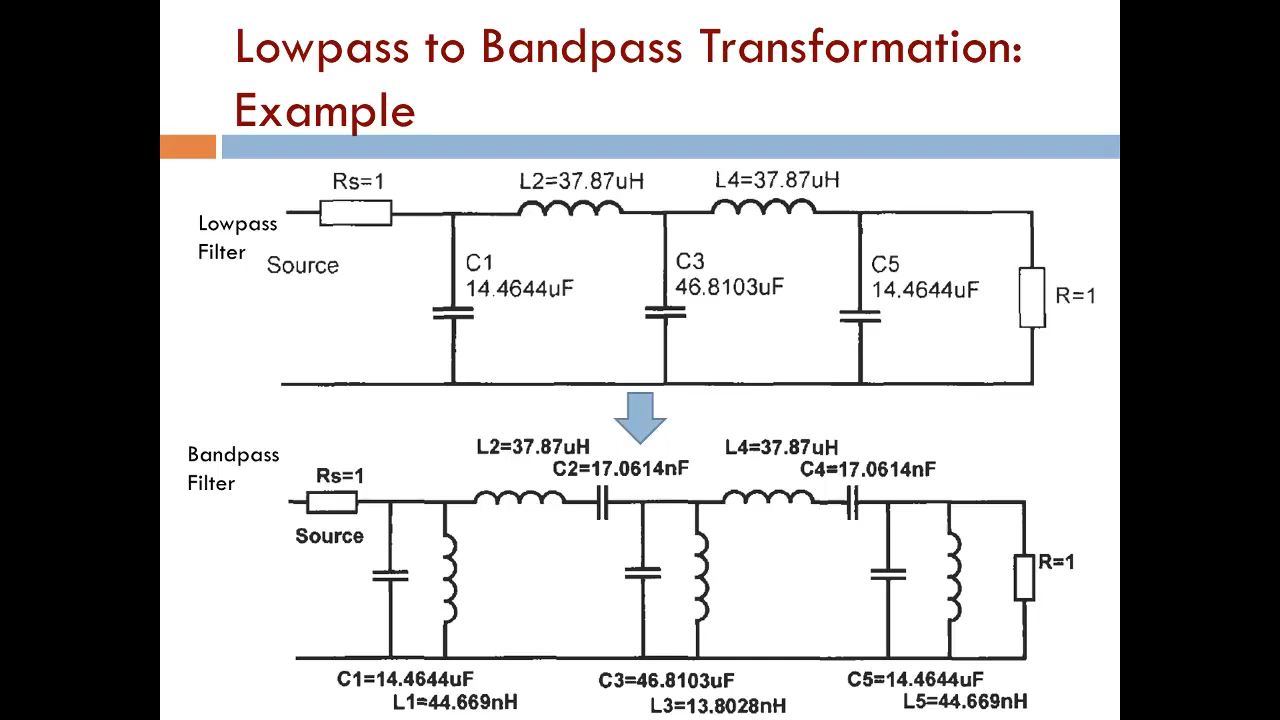 Lowpass to Bandpass Transformation:
Example
Rs=1
L2=37.87uH
L4=37.87uH
Lowpass
Filter
Source
C1
14.4644uF
C3
46.8103uF
C5
14.4644uF
R=1
Bandpass
Filter
Rs=1
Source
L2=37.87uH
C2=17.0614nF
L4=37.87uH
C4=17.0614nF
R=1
C1=14.4644uF
L1=44.669nH
C3=46.8103uF
L3=13.8028nH
C5=14.4644uF
L5=44.669nH